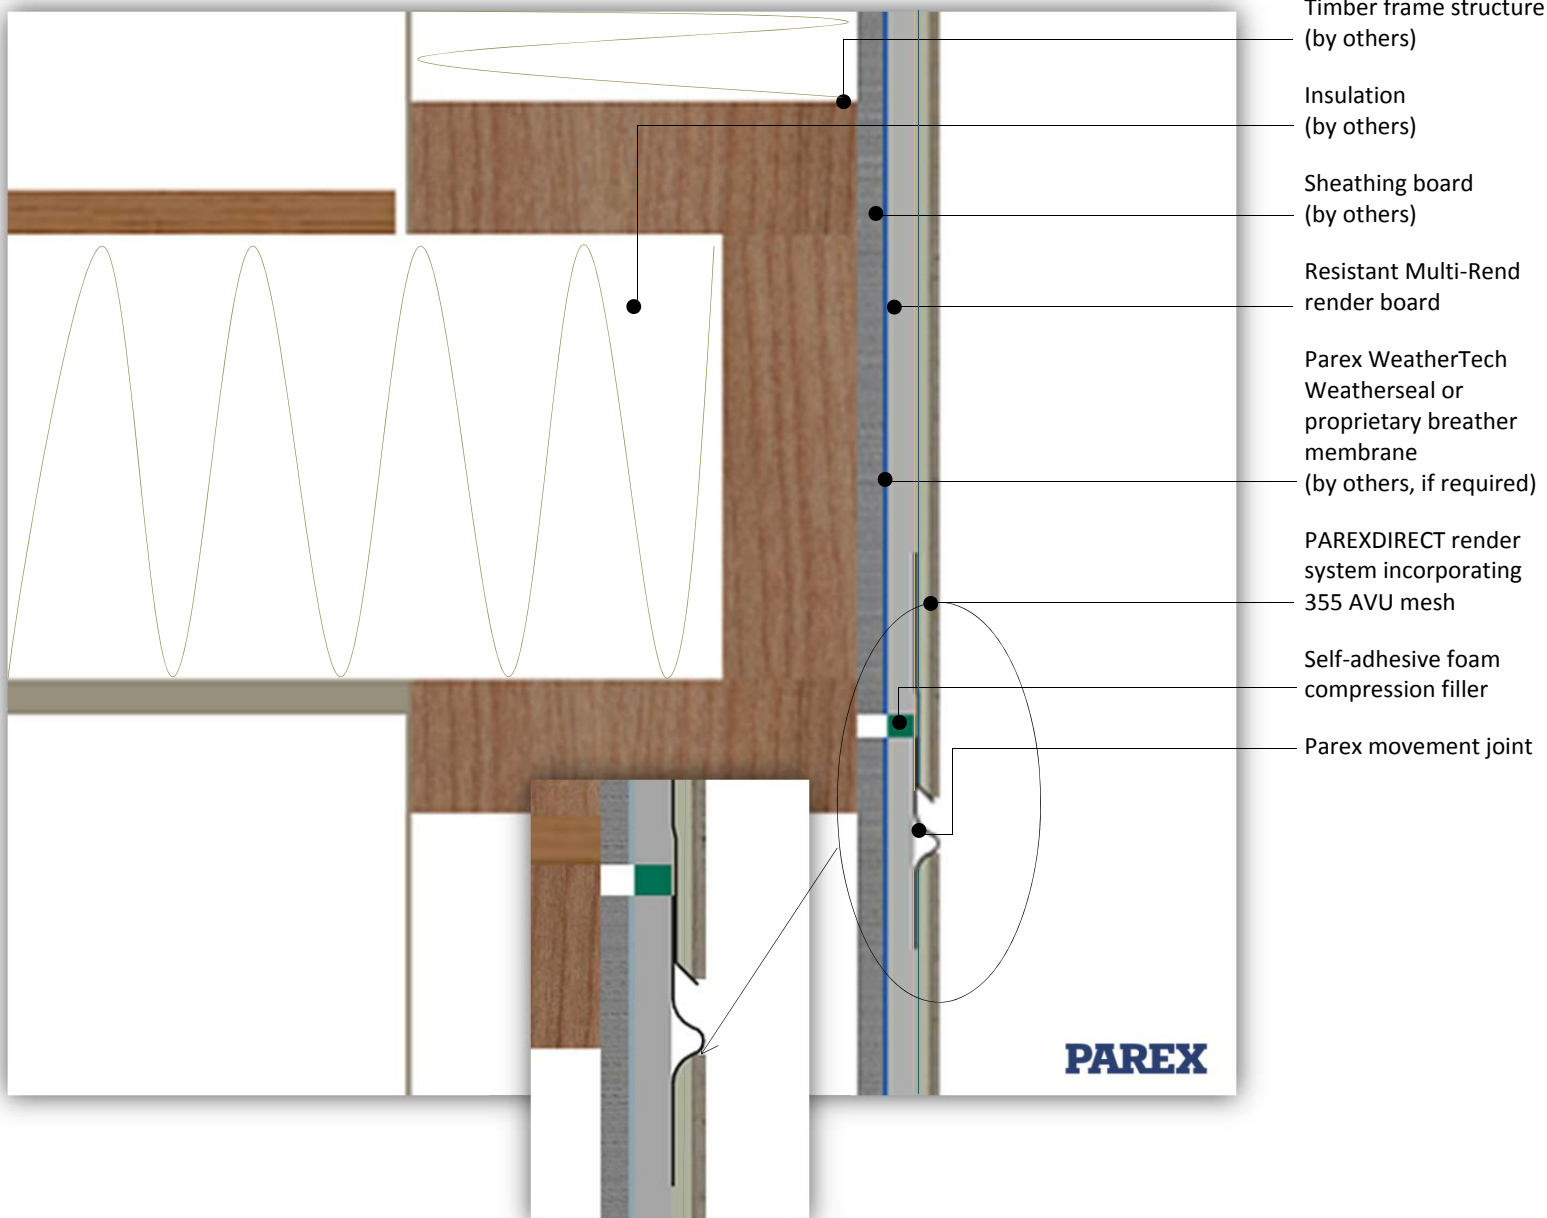 Timber frame structure
(by others)
Insulation
(by others)
Sheathing board
(by others)
Resistant Multi-Rend
render board
Parex WeatherTech
Weatherseal or
proprietary breather
membrane
(by others, if required)
PAREXDIRECT render
system incorporating
355 AVU mesh
Self-adhesive foam
compression filler
Parex movement joint
PAREX